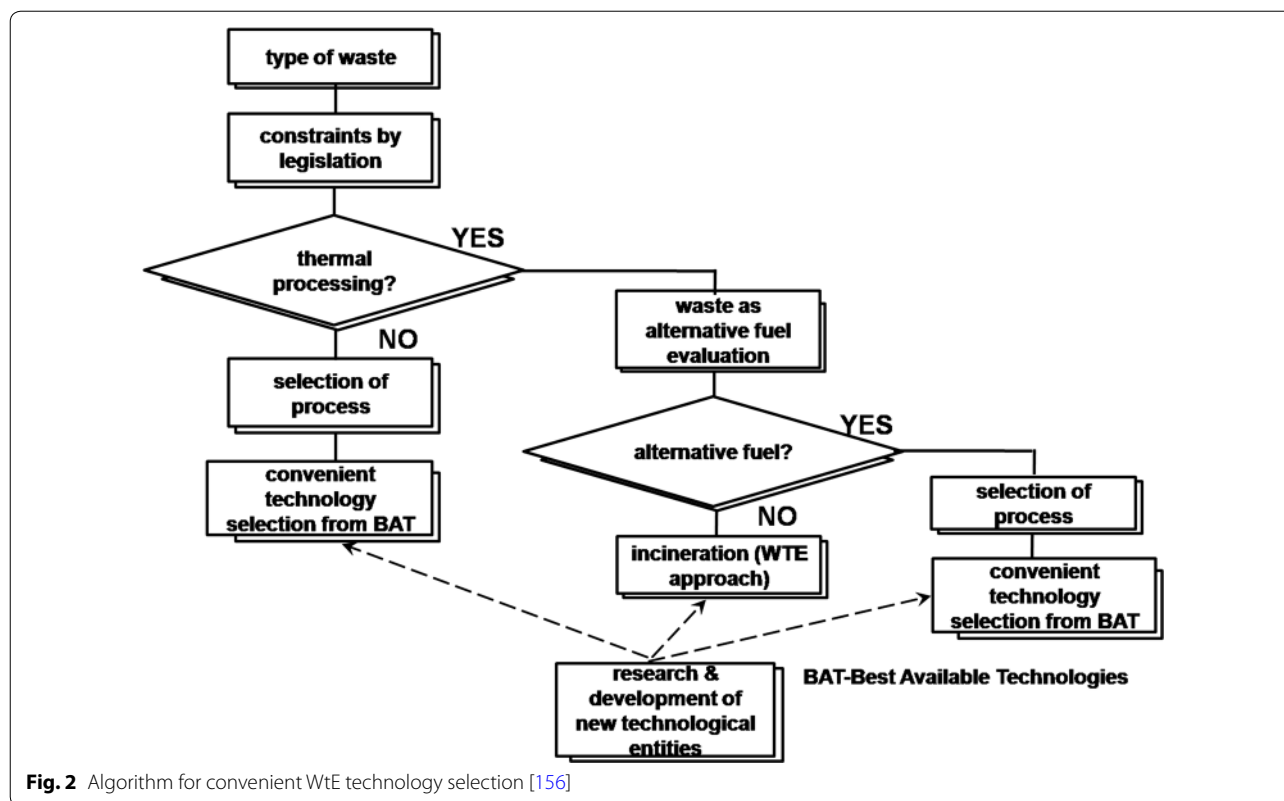 type of waste
constraints by
legislation
thermal
processing?
YES
NO
waste as
alternative fuel
evaluation
selection of
process
alternative fuel?
YES
NO
convenient
technology
selection from BAT
selection of
process
incineration (WTE
approach)
convenient
technology
selection from BAT
research &
development of
new technological
entities
BAT-Best Available Technologies
Fig. 2 Algorithm for convenient WtE technology selection [156]